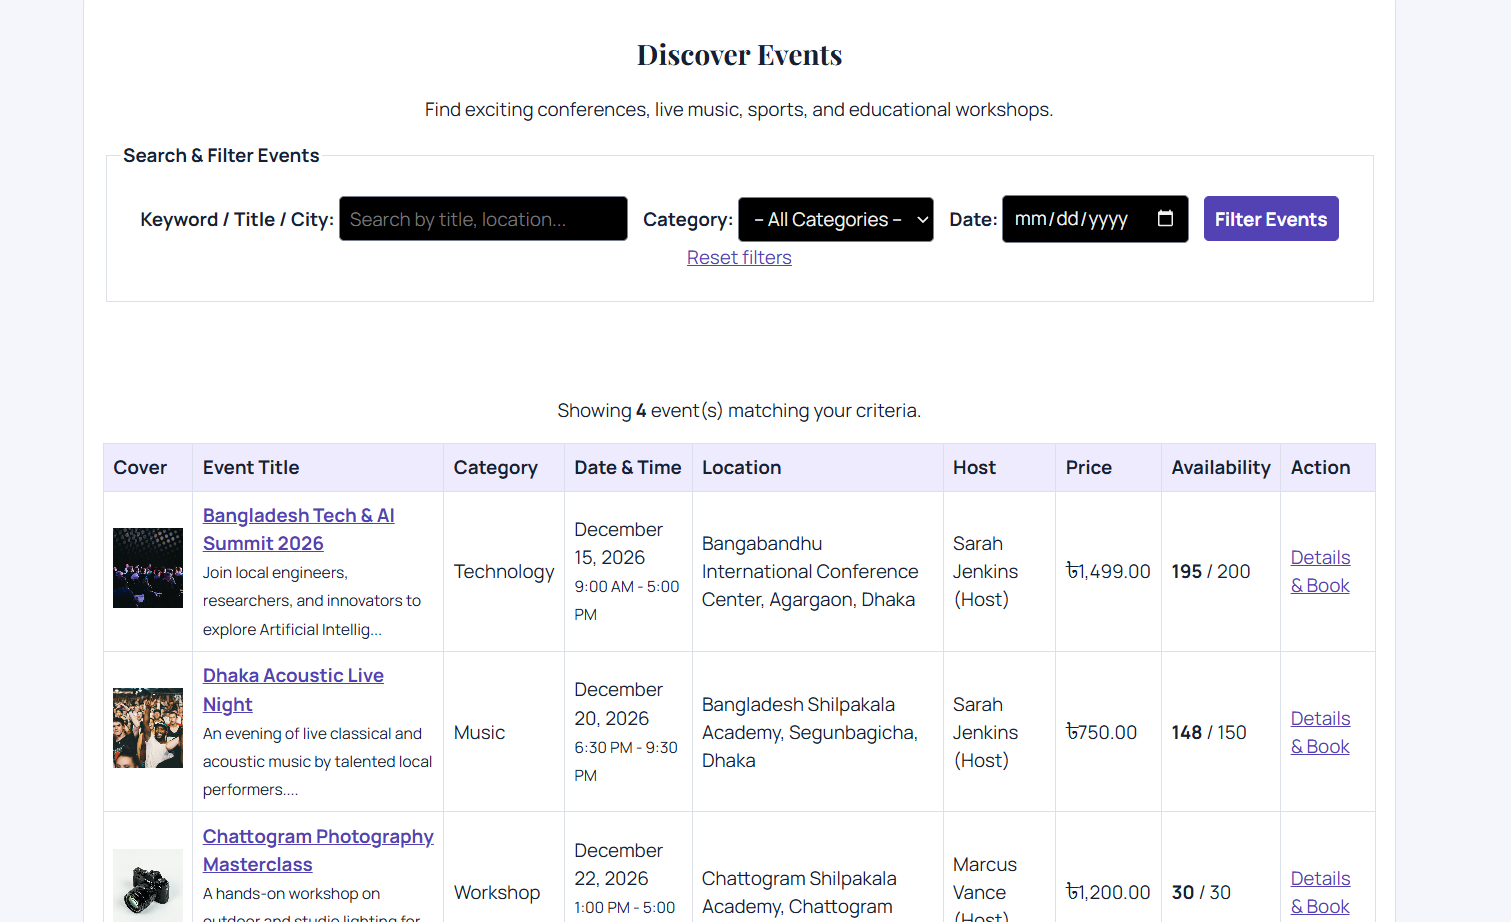 Discover Events
Find exciting conferences, live music, sports, and educational workshops.
Search & Filter Events
Keyword / Title / City: Search by title, location... Category: – All Categories – Date: mm/dd/yyyy Filter Events
Reset filters
Showing 4 event(s) matching your criteria.
Cover Event Title Category Date & Time Location Host Price Availability Action
Bangladesh Tech & AI
Summit 2026
Join local engineers,
researchers, and innovators to
explore Artificial Intellig...
Technology
December
15, 2026
9:00 AM - 5:00
PM
Bangabandhu
International Conference
Center, Agargaon, Dhaka
Sarah
Jenkins
(Host)
৳1,499.00
195 / 200
Details
& Book
Dhaka Acoustic Live
Night
An evening of live classical and
acoustic music by talented local
performers....
Music
December
20, 2026
6:30 PM - 9:30
PM
Bangladesh Shilpakala
Academy, Segunbagicha,
Dhaka
Sarah
Jenkins
(Host)
৳750.00
148 / 150
Details
& Book
Chattogram Photography
Masterclass
A hands-on workshop on
outdoor and studio lighting for
Workshop
December
22, 2026
1:00 PM - 5:00
Chattogram Shilpakala
Academy, Chattogram
Marcus
Vance
(Host)
৳1,200.00
30 / 30
Details
& Book